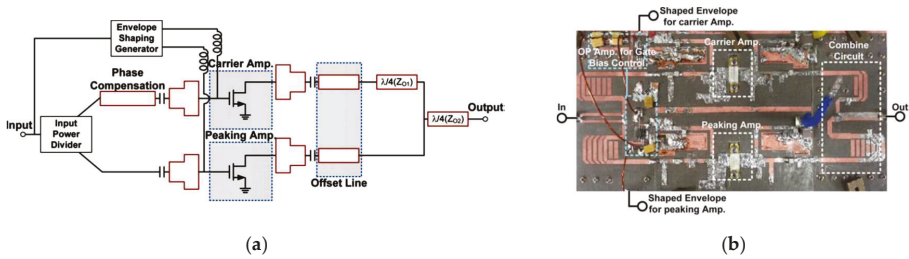 Envelope
Shaping
Generator
Carrier Amp.
Phase
Compensation
Input
Input
Power
Divider
Peaking Amp.
λ/4(Z01)
λ/4(Z02)
Output
Offset Line
(a)
Shaped Envelope
for carrier Amp.
OP Amp. for Gate
Bias Control
Carrier Amp.
Combine
Circuit
In
Out
Peaking Amp.
Shaped Envelope
for peaking Amp.
(b)